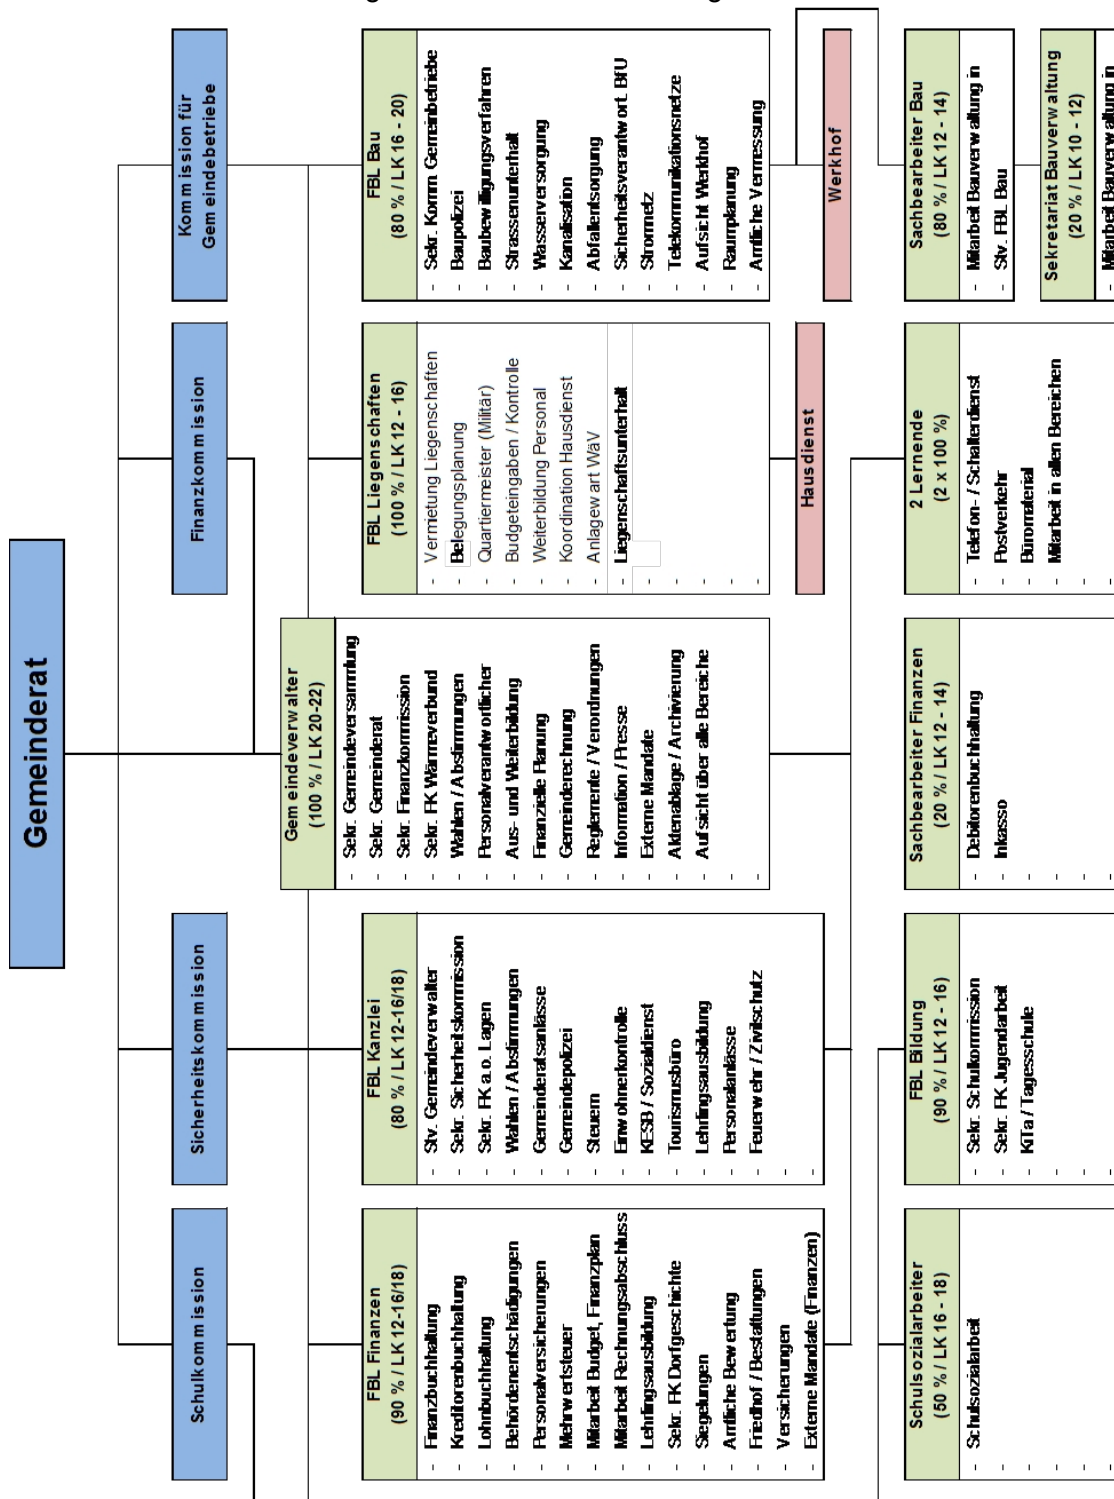 Gemeinderat
Schulkommission
Sicherheitskommission
Finanzkommission
Kommission für
Gemeindebetriebe
Gemeindeverwalter
(100 % / LK 20-22)
- Sekr. Gemeindeversammlung
- Sekr. Gemeinderat
- Sekr. Finanzkommission
- Sekr. FK Wärmeverbund
- Wahlen / Abstimmungen
- Personalverantwortlicher
- Aus- und Weiterbildung
- Finanzielle Planung
- Gemeinderechnung
- Reglemente / Verordnungen
- Information / Presse
- Externe Mandate
- Aktenablage / Archivierung
- Aufsicht über alle Bereiche
-
-
FBL Finanzen
(90 % / LK 12-16/18)
- Finanzbuchhaltung
- Kreditorenbuchhaltung
- Lohnbuchhaltung
- Behördenentschädigungen
- Personalversicherungen
- Mehrwertsteuer
- Mitarbeit Budget, Finanzplan
- Mitarbeit Rechnungsabschluss
- Lehrlingsausbildung
- Sekr. FK Dorfgeschichte
- Siegelungen
- Amtliche Bewertung
- Friedhof / Bestattungen
- Versicherungen
- Externe Mandate (Finanzen)
FBL Kanzlei
(80 % / LK 12-16/18)
- Stv. Gemeindeverwalter
- Sekr. Sicherheitskommission
- Sekr. FK a.o. Lagen
- Wahlen / Abstimmungen
- Gemeinderatsanlässe
- Gemeindepolizei
- Steuern
- Einwohnerkontrolle
- KESB / Sozialdienst
- Tourismusbüro
- Lehrlingsausbildung
- Personalanlässe
- Feuerwehr / Zivilschutz
-
-
FBL Liegenschaften
(100 % / LK 12 - 16)
- Vermietung Liegenschaften
- Belegungsplanung
- Quartiermeister (Militär)
- Budgeteingaben / Kontrolle
- Weiterbildung Personal
- Koordination Hausdienst
- Anlagewart WäV
- Liegenschaftsunterhalt
-
-
-
-
-
FBL Bau
(80 % / LK 16 - 20)
- Sekr. Komm. Gemeinbetriebe
- Baupolizei
- Baubewilligungsverfahren
- Strassenunterhalt
- Wasserversorgung
- Kanalisation
- Abfallentsorgung
- Sicherheitsverantwort. BfU
- Stromnetz
- Telekommunikationsnetze
- Aufsicht Werkhof
- Raumplanung
- Amtliche Vermessung
Hausdienst
Werkhof
Schulsozialarbeiter
(50 % / LK 16 - 18)
- Schulsozialarbeit
-
-
-
-
-
FBL Bildung
(90 % / LK 12 - 16)
- Sekr. Schulkommission
- Sekr. FK Jugendarbeit
- KiTa / Tagesschule
-
-
-
Sachbearbeiter Finanzen
(20 % / LK 12 - 14)
- Debitorenbuchhaltung
- Inkasso
-
-
-
-
2 Lernende
(2 x 100 %)
- Telefon- / Schalterdienst
- Postverkehr
- Büromaterial
- Mitarbeit in allen Bereichen
-
-
Sachbearbeiter Bau
(80 % / LK 12 - 14)
- Mitarbeit Bauverwaltung in
- Stv. FBL Bau
Sekretariat Bauverwaltung
(20 % / LK 10 - 12)
- Mitarbeit Bauverwaltung in